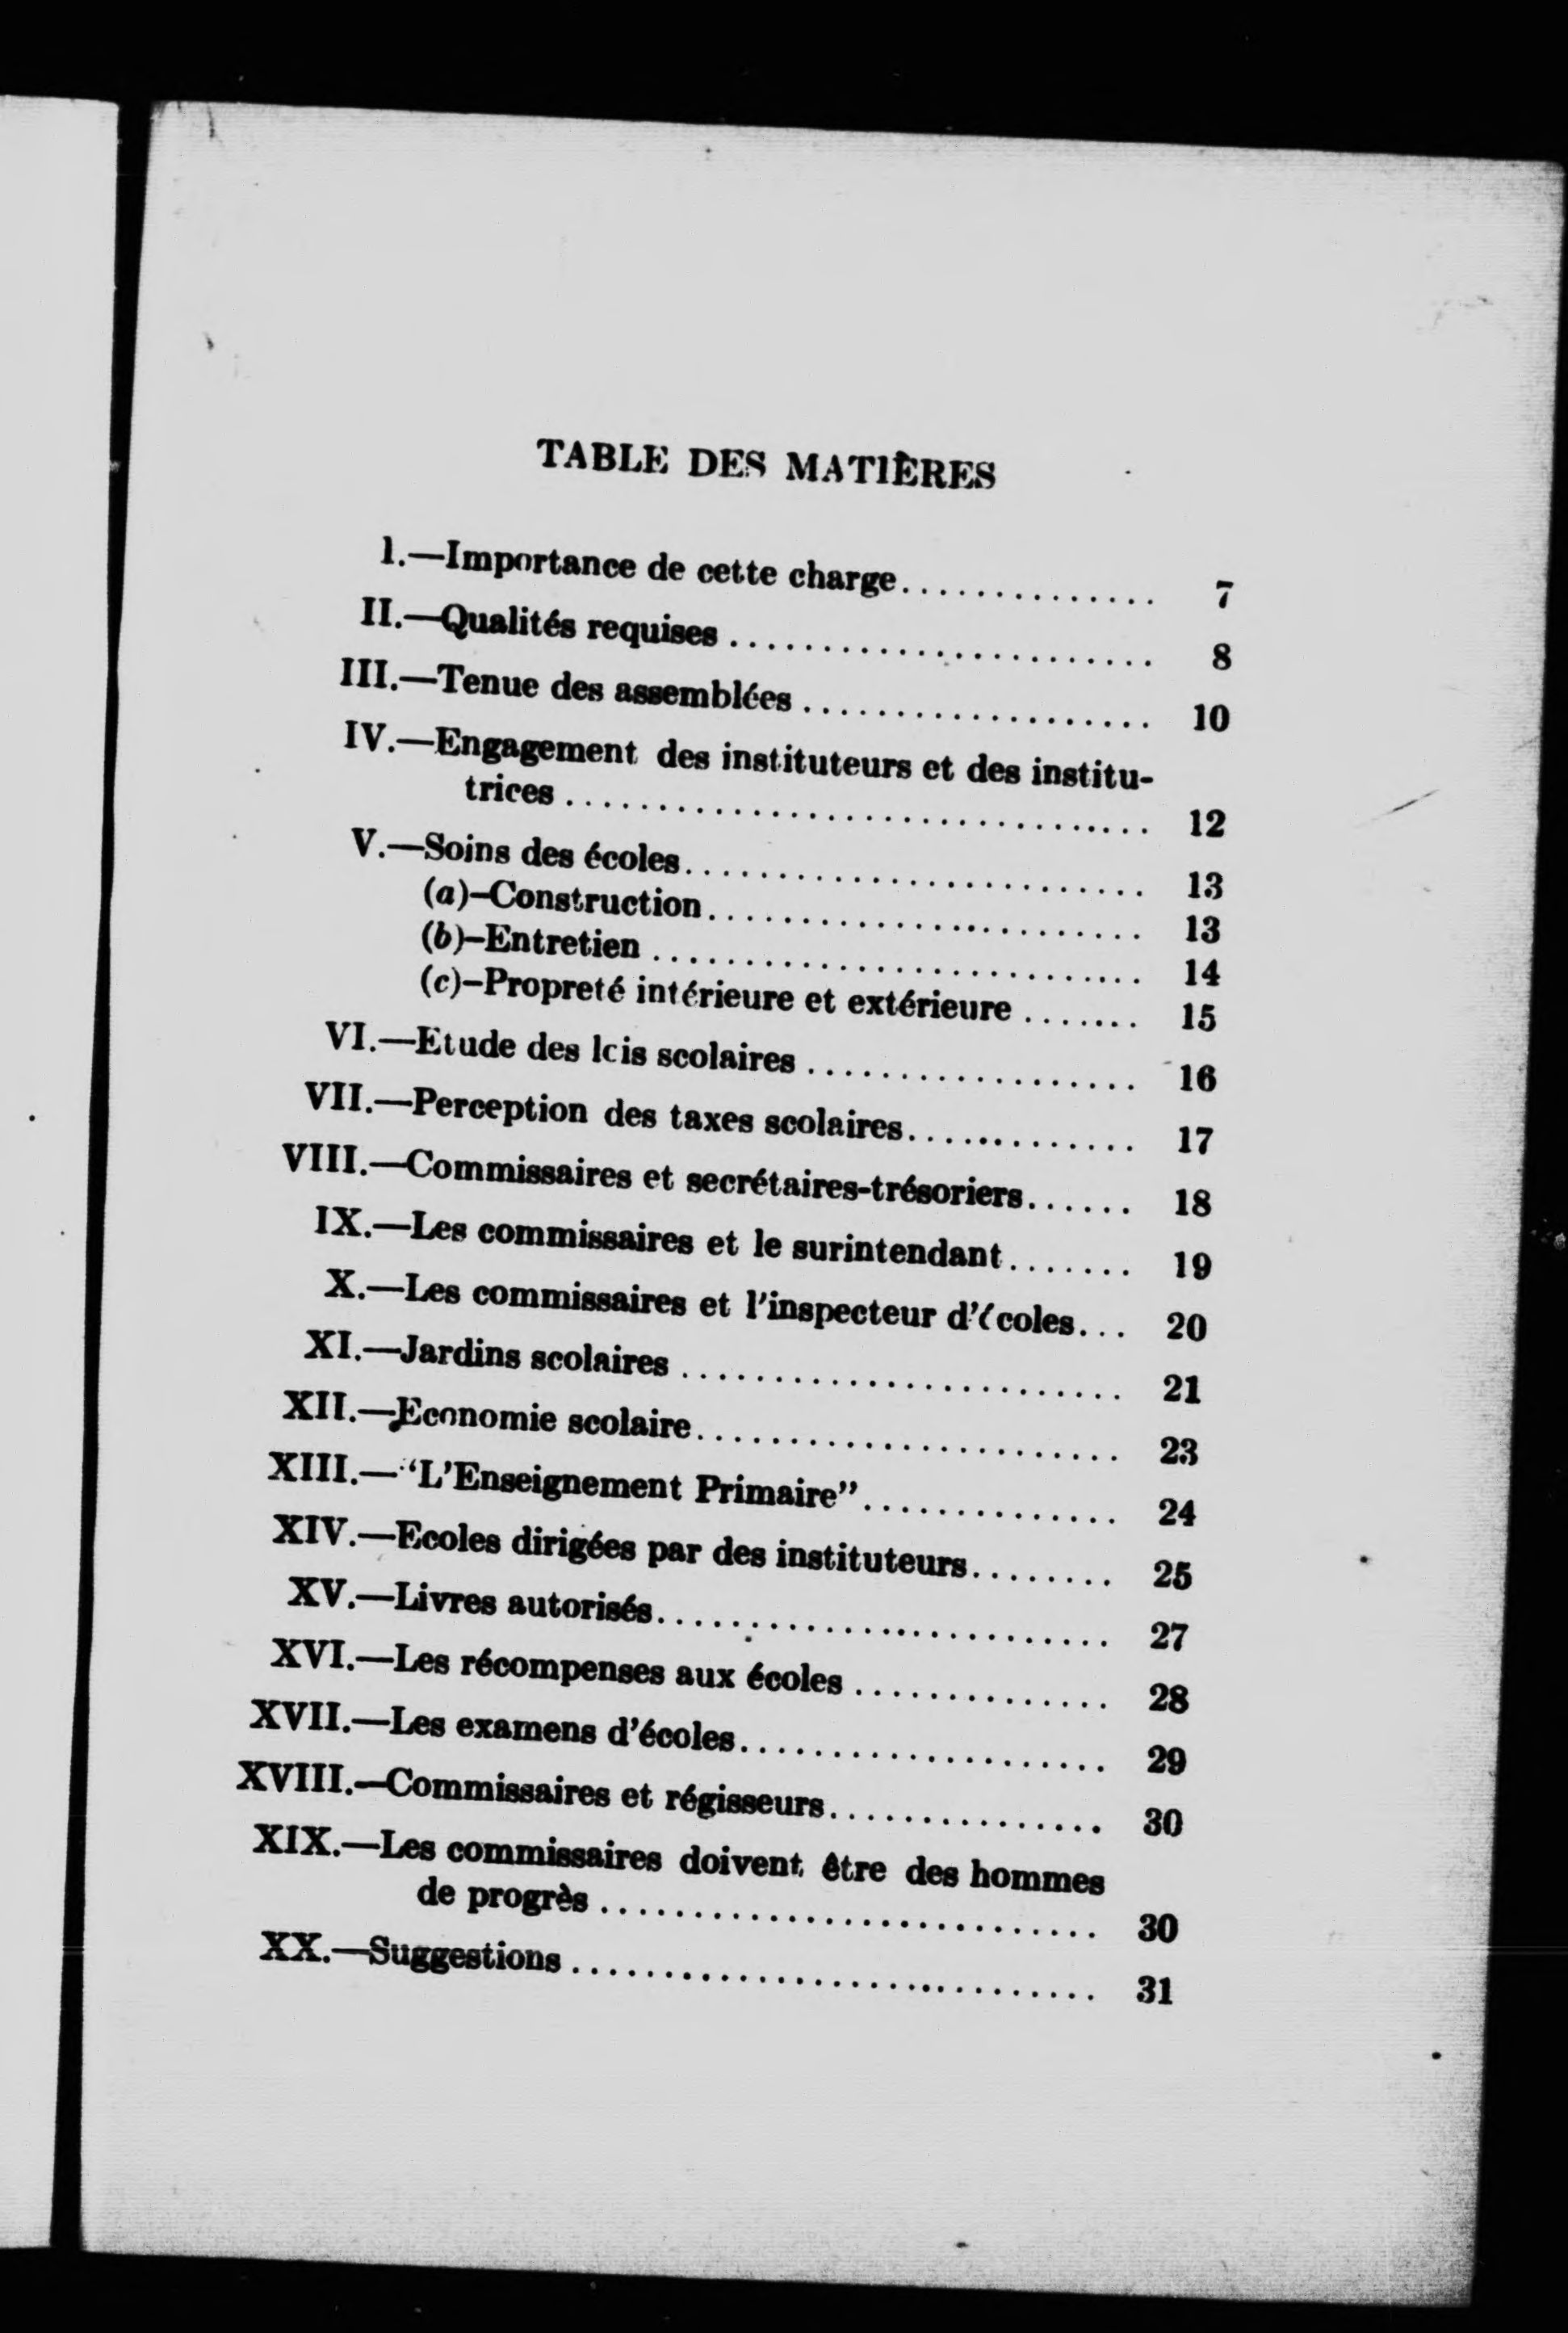 TABLE DES MATIÈRES
I.—Importance de cette charge............... 7
II.—Qualités requises ....................... 8
III.—Tenue des assemblées ................... 10
IV.—Engagement des instituteurs et des institu-
trices ................................ 12
V.—Soins des écoles......................... 13
(a)-Construction........................ 13
(b)-Entretien ........................... 14
(c)-Propreté intérieure et extérieure ....... 15
VI.—Etude des lois scolaires .................. 16
VII.—Perception des taxes scolaires............. 17
VIII.—Commissaires et secrétaires-trésoriers...... 18
IX.—Les commissaires et le surintendant....... 19
X.—Les commissaires et l'inspecteur d'écoles... 20
XI.—Jardins scolaires ........................ 21
XII.—Economie scolaire....................... 23
XIII.—"L'Enseignement Primaire".............. 24
XIV.—Ecoles dirigées par des instituteurs........ 25
XV.—Livres autorisés......................... 27
XVI.—Les récompenses aux écoles .............. 28
XVII.—Les examens d'écoles.................... 29
XVIII.—Commissaires et régisseurs............... 30
XIX.—Les commissaires doivent être des hommes
de progrès ........................... 30
XX.—Suggestions ............................. 31